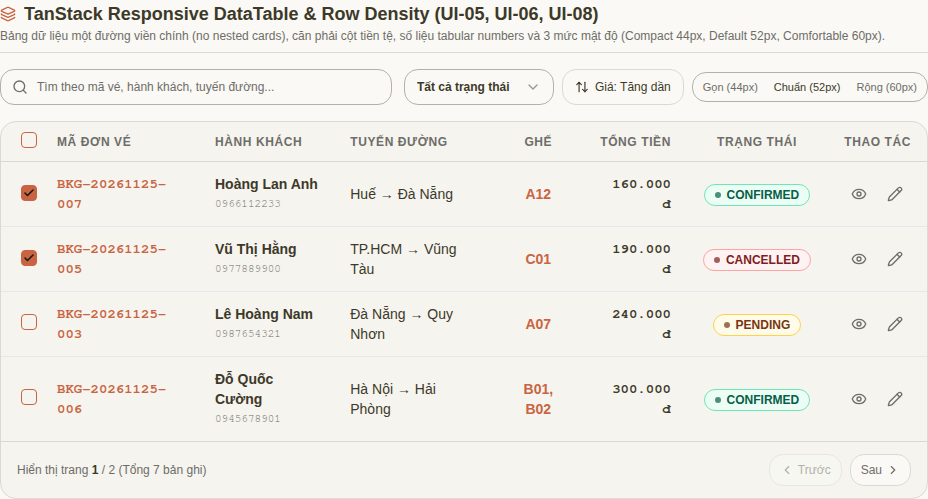 TanStack Responsive DataTable & Row Density (UI-05, UI-06, UI-08)
Bảng dữ liệu một đường viền chính (no nested cards), căn phải cột tiền tệ, số liệu tabular numbers và 3 mức mật độ (Compact 44px, Default 52px, Comfortable 60px).
Tìm theo mã vé, hành khách, tuyến đường... Tất cả trạng thái Giá: Tăng dần Gọn (44px) Chuẩn (52px) Rộng (60px)
MÃ ĐƠN VÉ HÀNH KHÁCH TUYẾN ĐƯỜNG GHẾ TỔNG TIỀN TRẠNG THÁI THAO TÁC
BKG-20261125-
007
Hoàng Lan Anh
0966112233
Huế → Đà Nẵng
A12
160.000
đ
CONFIRMED
BKG-20261125-
005
Vũ Thị Hằng
0977889900
TP.HCM → Vũng
Tàu
C01
190.000
đ
CANCELLED
BKG-20261125-
003
Lê Hoàng Nam
0987654321
Đà Nẵng → Quy
Nhơn
A07
240.000
đ
PENDING
BKG-20261125-
006
Đỗ Quốc
Cường
0945678901
Hà Nội → Hải
Phòng
B01,
B02
300.000
đ
CONFIRMED
Hiển thị trang 1 / 2 (Tổng 7 bản ghi) Trước Sau